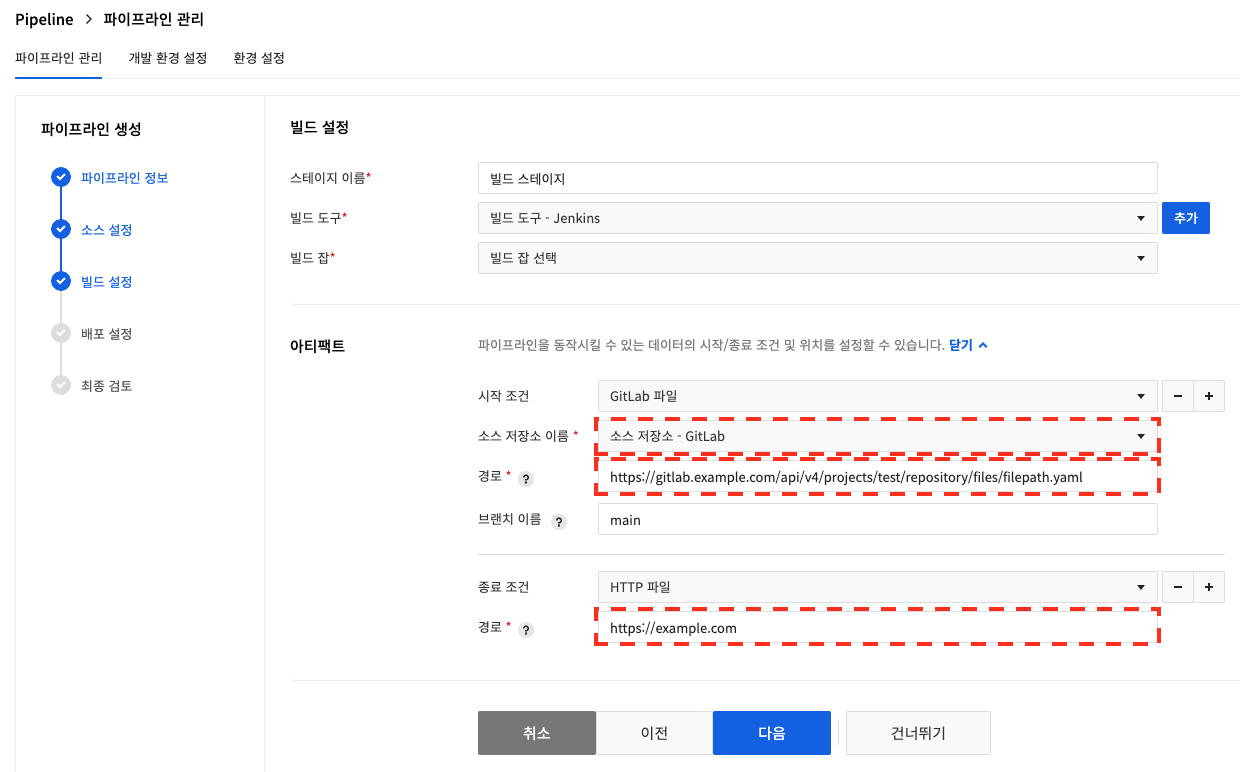 Pipeline > 파이프라인 관리
파이프라인 관리 개발 환경 설정 환경 설정
파이프라인 생성
파이프라인 정보
소스 설정
빌드 설정
배포 설정
최종 검토
빌드 설정
스테이지 이름* 빌드 스테이지
빌드 도구* 빌드 도구 - Jenkins 추가
빌드 잡* 빌드 잡 선택
아티팩트 파이프라인을 동작시킬 수 있는 데이터의 시작/종료 조건 및 위치를 설정할 수 있습니다. 닫기
시작 조건 GitLab 파일 − +
소스 저장소 이름 * 소스 저장소 - GitLab
경로 * ? https://gitlab.example.com/api/v4/projects/test/repository/files/filepath.yaml
브랜치 이름 ? main
종료 조건 HTTP 파일 − +
경로 * ? https://example.com
취소 이전 다음 건너뛰기